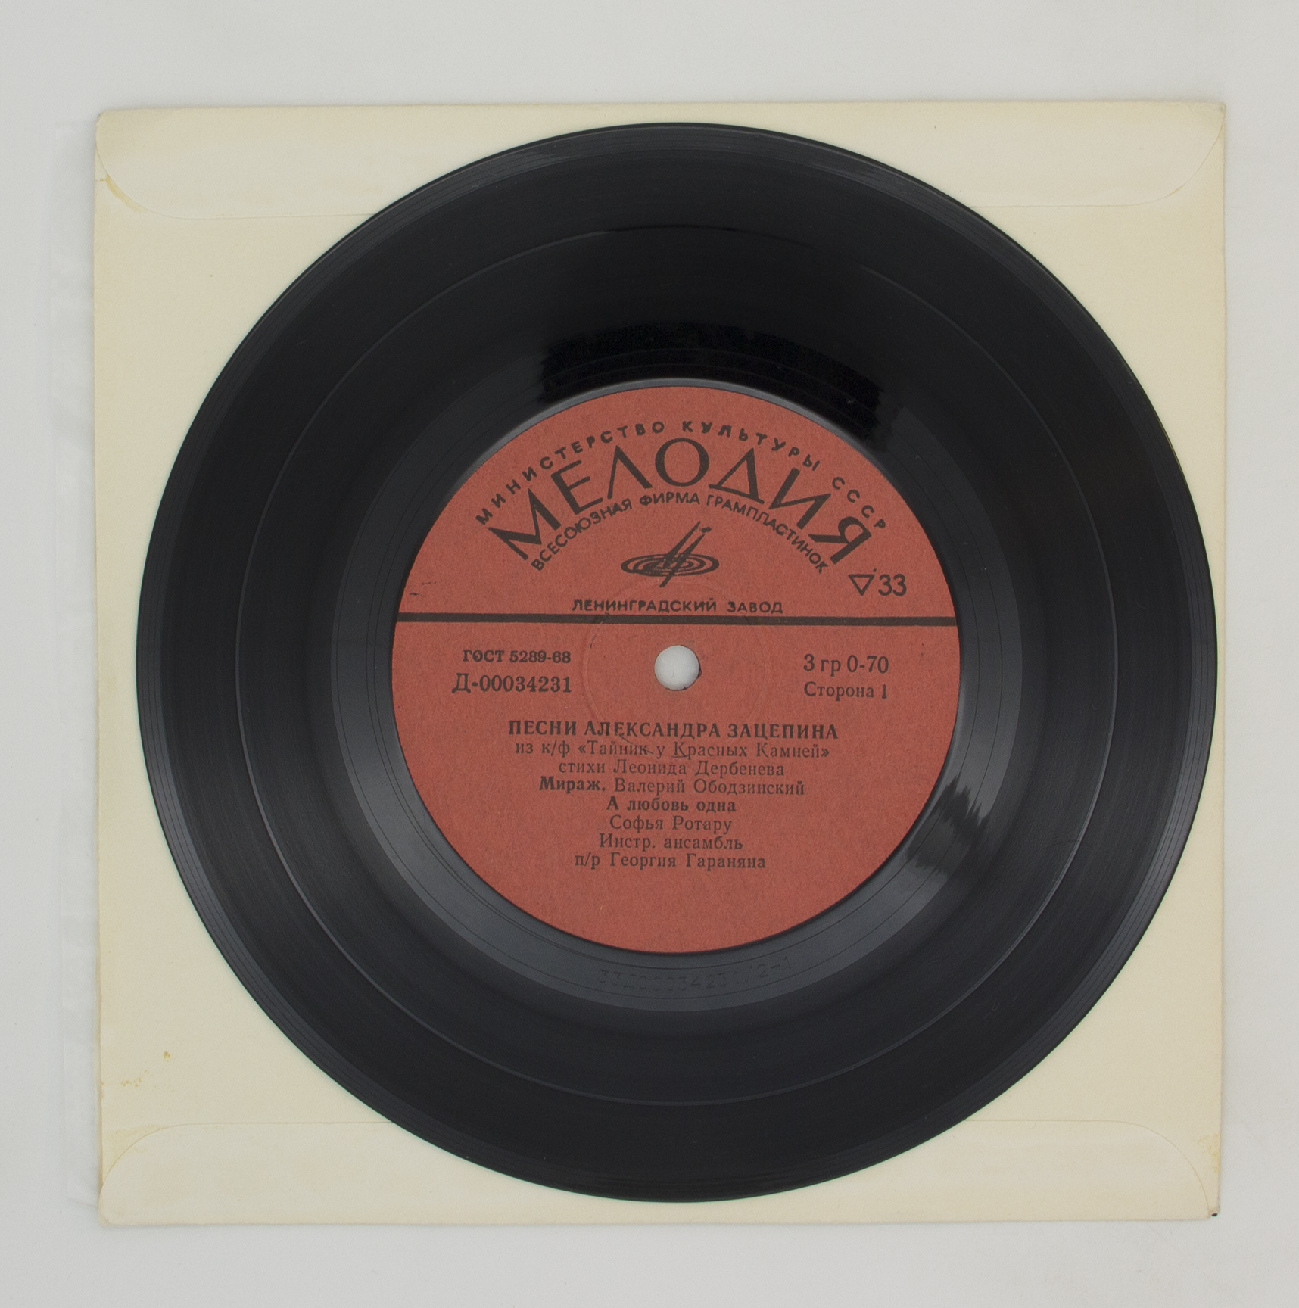 МИНИСТЕРСТВО КУЛЬТУРЫ СССР
МЕЛОДИЯ
ВСЕСОЮЗНАЯ ФИРМА ГРАМПЛАСТИНОК
33
ЛЕНИНГРАДСКИЙ ЗАВОД
ГОСТ 5289-68
Д-00034231
3 гр 0-70
Сторона 1
ПЕСНИ АЛЕКСАНДРА ЗАЦЕПИНА
из к/ф «Тайник у Красных Камней»
стихи Леонида Дербенева
Мираж. Валерий Ободзинский
А любовь одна
Софья Ротару
Инстр. ансамбль
п/р Георгия Гараняна